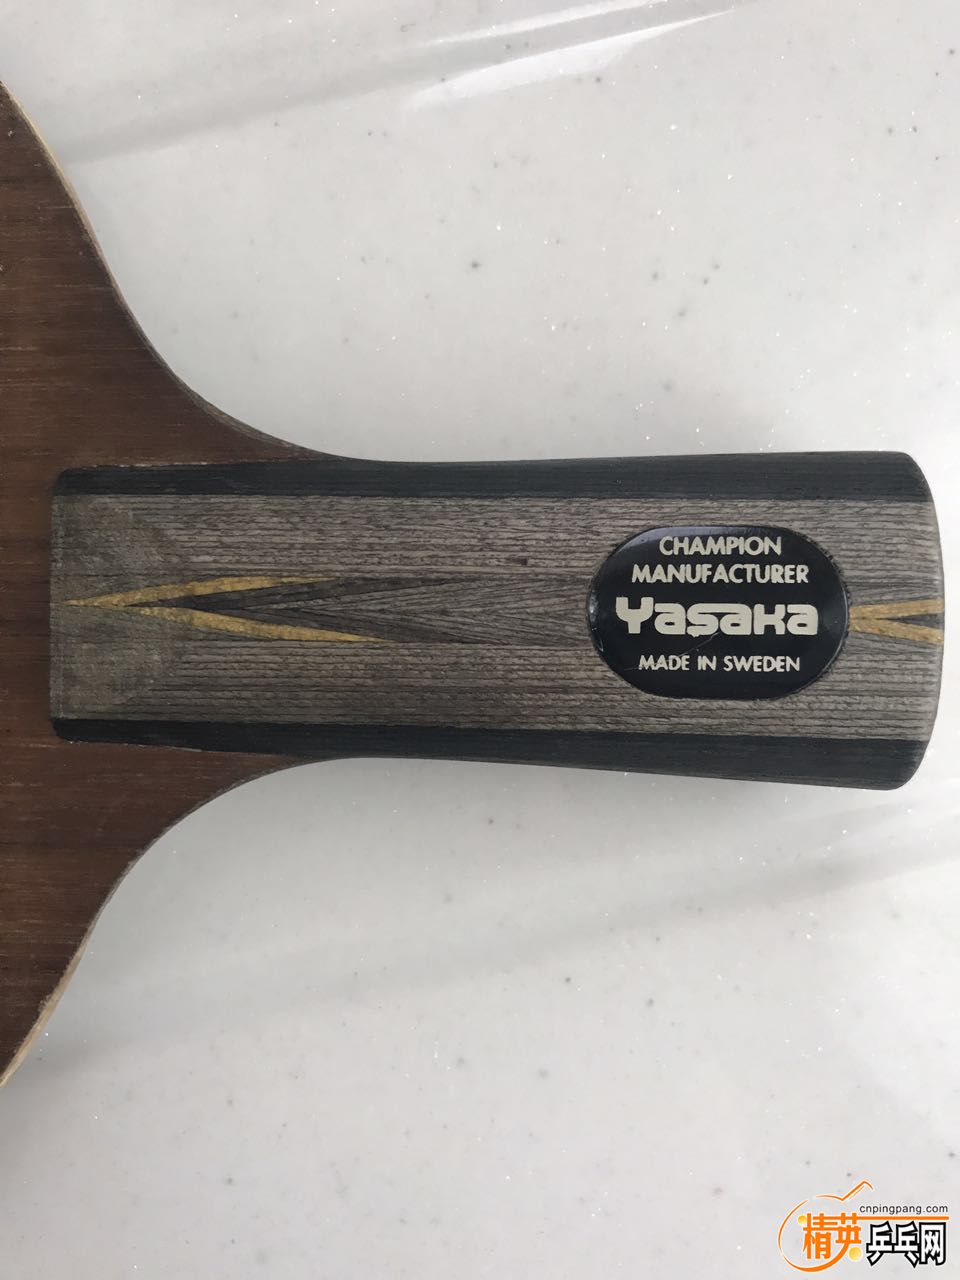 CHAMPION
MANUFACTURER
Yasaka
MADE IN SWEDEN
cnpingpang.com
精英乒乓网